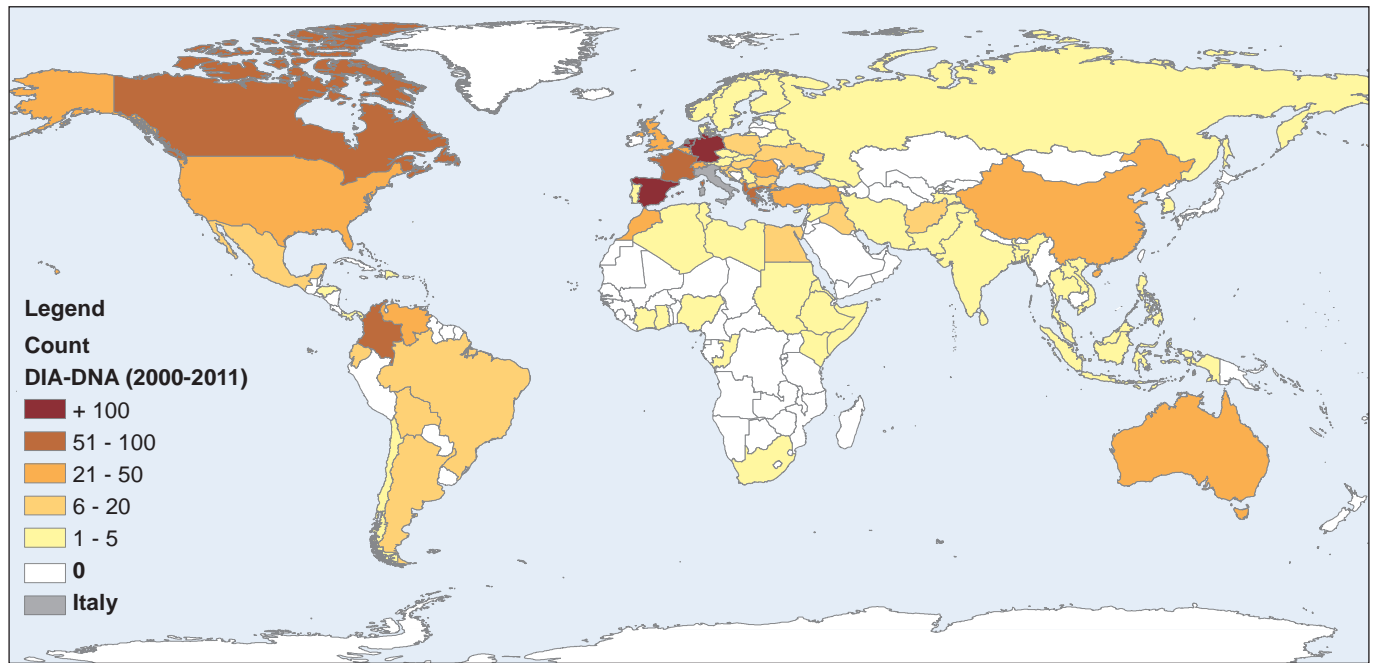 Legend
Count
DIA-DNA (2000-2011)
+ 100
51 - 100
21 - 50
6 - 20
1 - 5
0
Italy